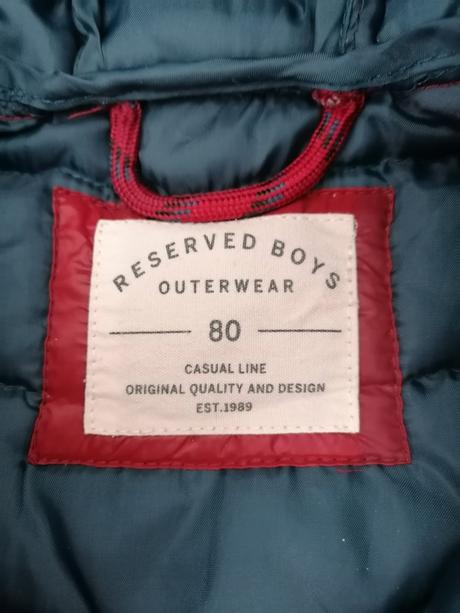 RESERVED BOYS
OUTERWEAR
80
CASUAL LINE
ORIGINAL QUALITY AND DESIGN
EST.1989